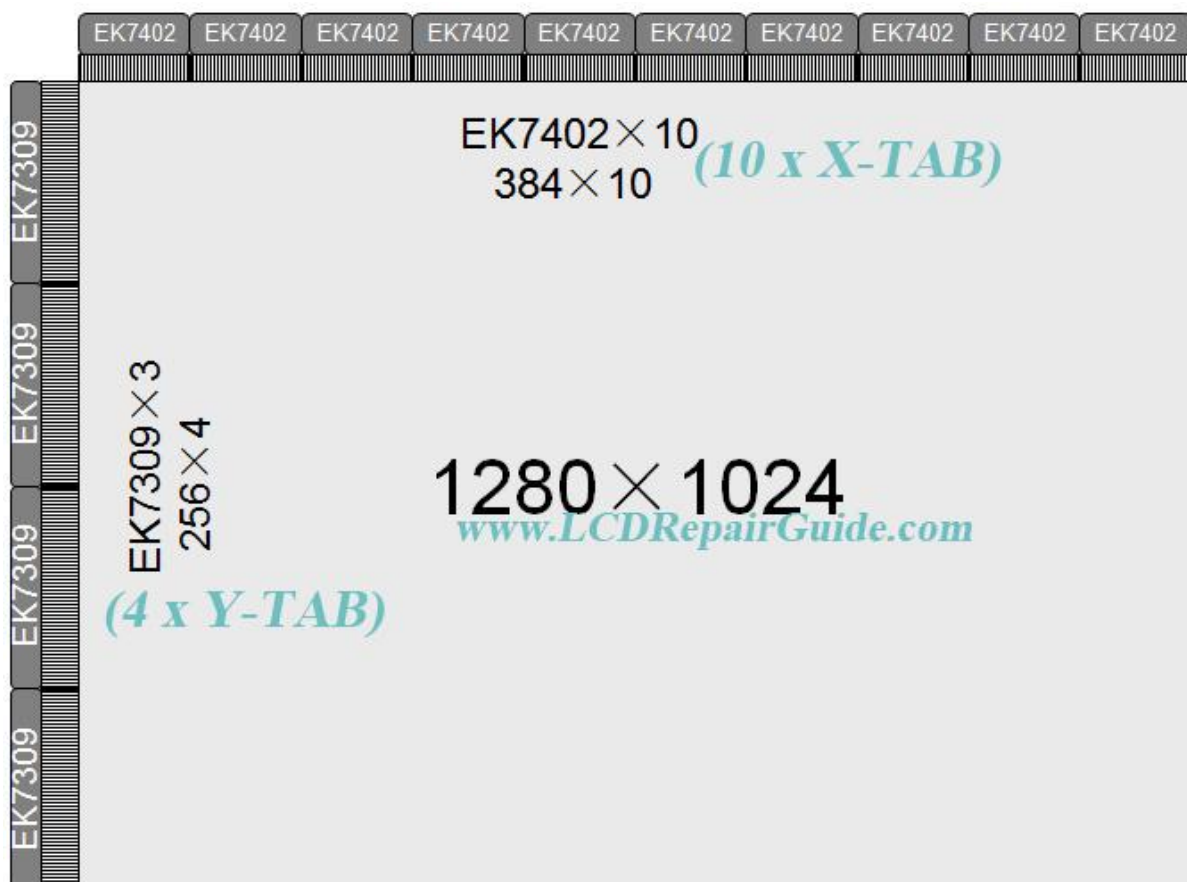 EK7402 EK7402 EK7402 EK7402 EK7402 EK7402 EK7402 EK7402 EK7402 EK7402
EK7402×10
(10 x X-TAB)
384×10
EK7309
EK7309
EK7309
EK7309
EK7309×3
256×4
(4 x Y-TAB)
1280×1024
www.LCDRepairGuide.com